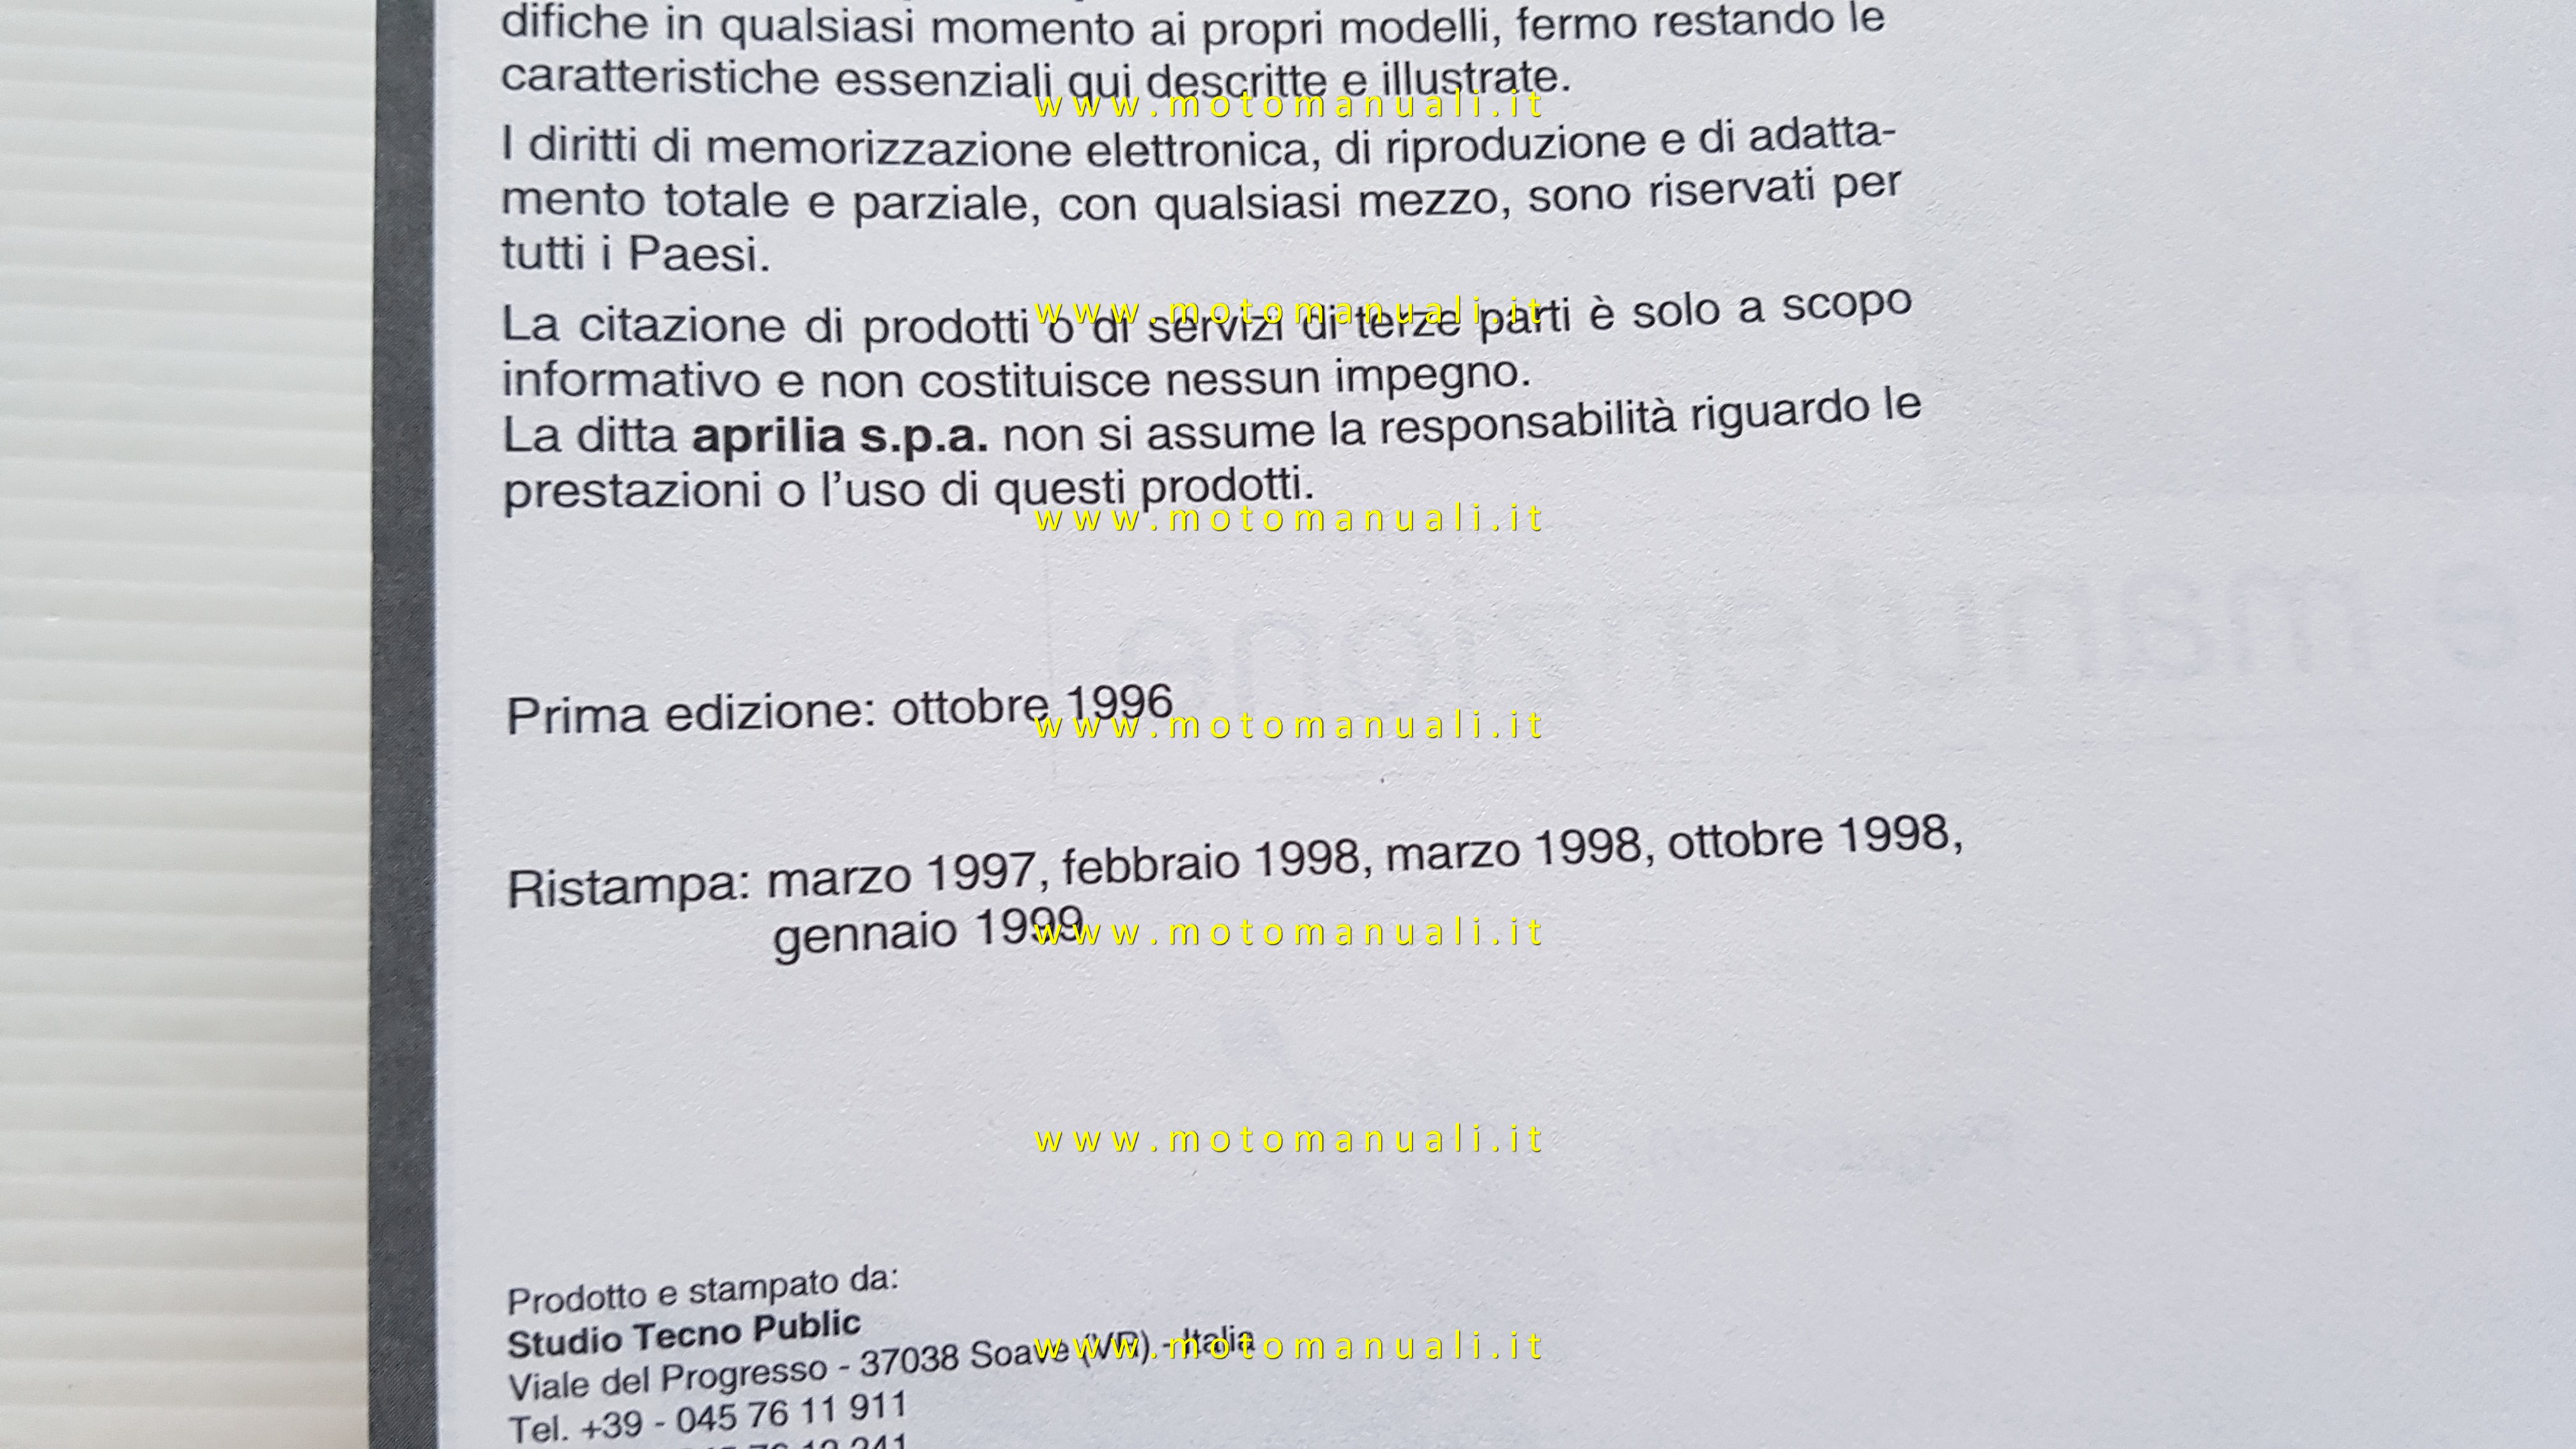 difiche in qualsiasi momento ai propri modelli, fermo restando le
caratteristiche essenziali qui descritte e illustrate.
www.motomanuali.it
I diritti di memorizzazione elettronica, di riproduzione e di adatta-
mento totale e parziale, con qualsiasi mezzo, sono riservati per
tutti i Paesi.
La citazione di prodotti o di servizi di terze parti è solo a scopo
www.motomanuali.it
informativo e non costituisce nessun impegno.
La ditta aprilia s.p.a. non si assume la responsabilità riguardo le
prestazioni o l'uso di questi prodotti.
www.motomanuali.it
Prima edizione: ottobre 1996
www.motomanuali.it
Ristampa: marzo 1997, febbraio 1998, marzo 1998, ottobre 1998,
gennaio 1999
www.motomanuali.it
www.motomanuali.it
Prodotto e stampato da:
Studio Tecno Public
Viale del Progresso - 37038 Soave (VR) - Italia
www.motomanuali.it
Tel. +39 - 045 76 11 911